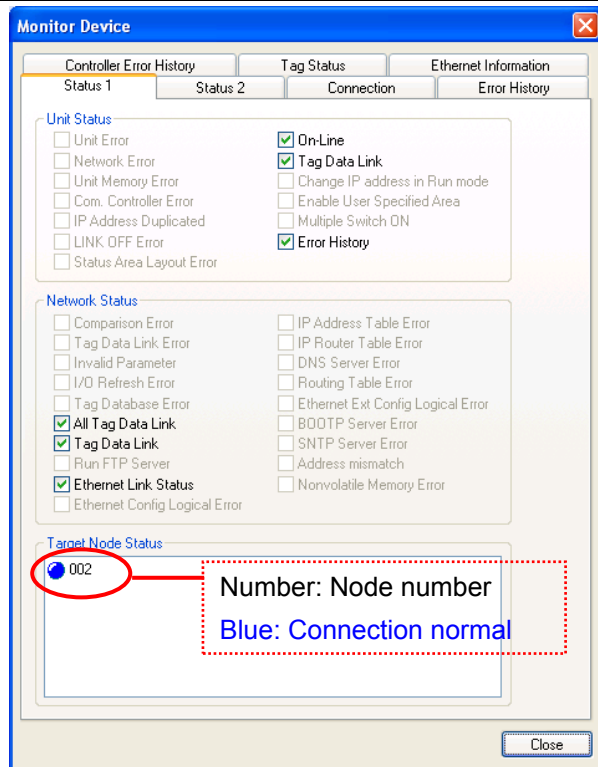 Monitor Device
Controller Error History Tag Status Ethernet Information
Status 1 Status 2 Connection Error History
Unit Status
Unit Error
Network Error
Unit Memory Error
Com. Controller Error
IP Address Duplicated
LINK OFF Error
Status Area Layout Error
On-Line
Tag Data Link
Change IP address in Run mode
Enable User Specified Area
Multiple Switch ON
Error History
Network Status
Comparison Error
Tag Data Link Error
Invalid Parameter
I/O Refresh Error
Tag Database Error
All Tag Data Link
Tag Data Link
Run FTP Server
Ethernet Link Status
Ethernet Config Logical Error
IP Address Table Error
IP Router Table Error
DNS Server Error
Routing Table Error
Ethernet Ext Config Logical Error
BOOTP Server Error
SNTP Server Error
Address mismatch
Nonvolatile Memory Error
Target Node Status
002
Number: Node number
Blue: Connection normal
Close